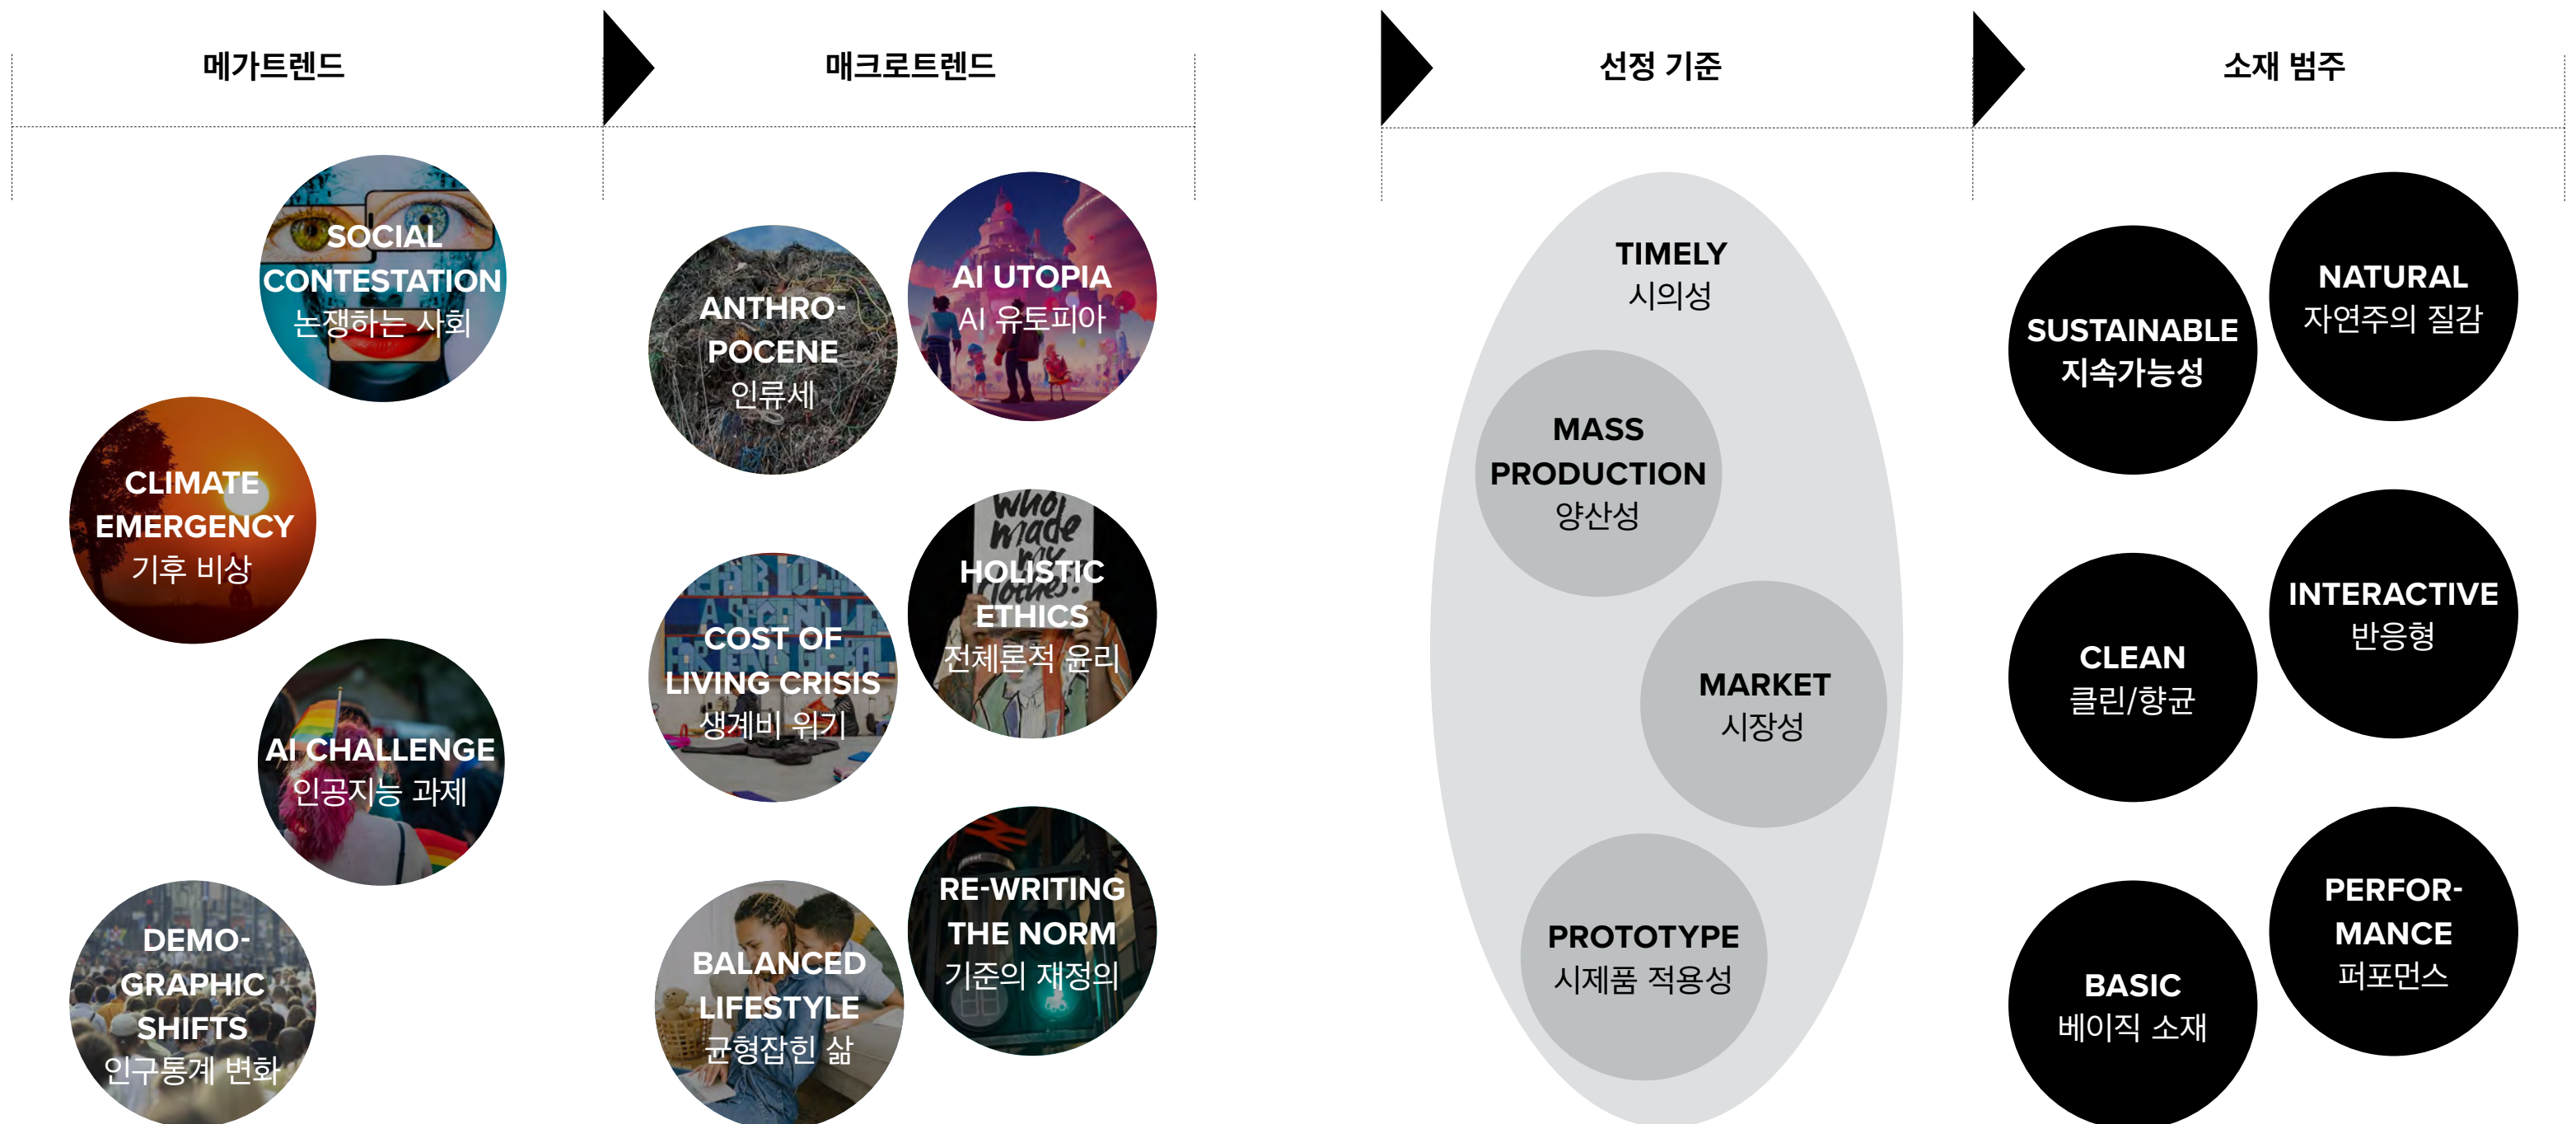 메가트렌드
매크로트렌드
선정 기준
소재 범주
SOCIAL
CONTESTATION
논쟁하는 사회
CLIMATE
EMERGENCY
기후 비상
AI CHALLENGE
인공지능 과제
DEMO-
GRAPHIC
SHIFTS
인구통계 변화
ANTHRO-
POCENE
인류세
AI UTOPIA
AI 유토피아
COST OF
LIVING CRISIS
생계비 위기
who
made
my
clothes?
HOLISTIC
ETHICS
전체론적 윤리
BALANCED
LIFESTYLE
균형잡힌 삶
RE-WRITING
THE NORM
기준의 재정의
TIMELY
시의성
MASS
PRODUCTION
양산성
MARKET
시장성
PROTOTYPE
시제품 적용성
SUSTAINABLE
지속가능성
NATURAL
자연주의 질감
CLEAN
클린/향균
INTERACTIVE
반응형
BASIC
베이직 소재
PERFOR-
MANCE
퍼포먼스